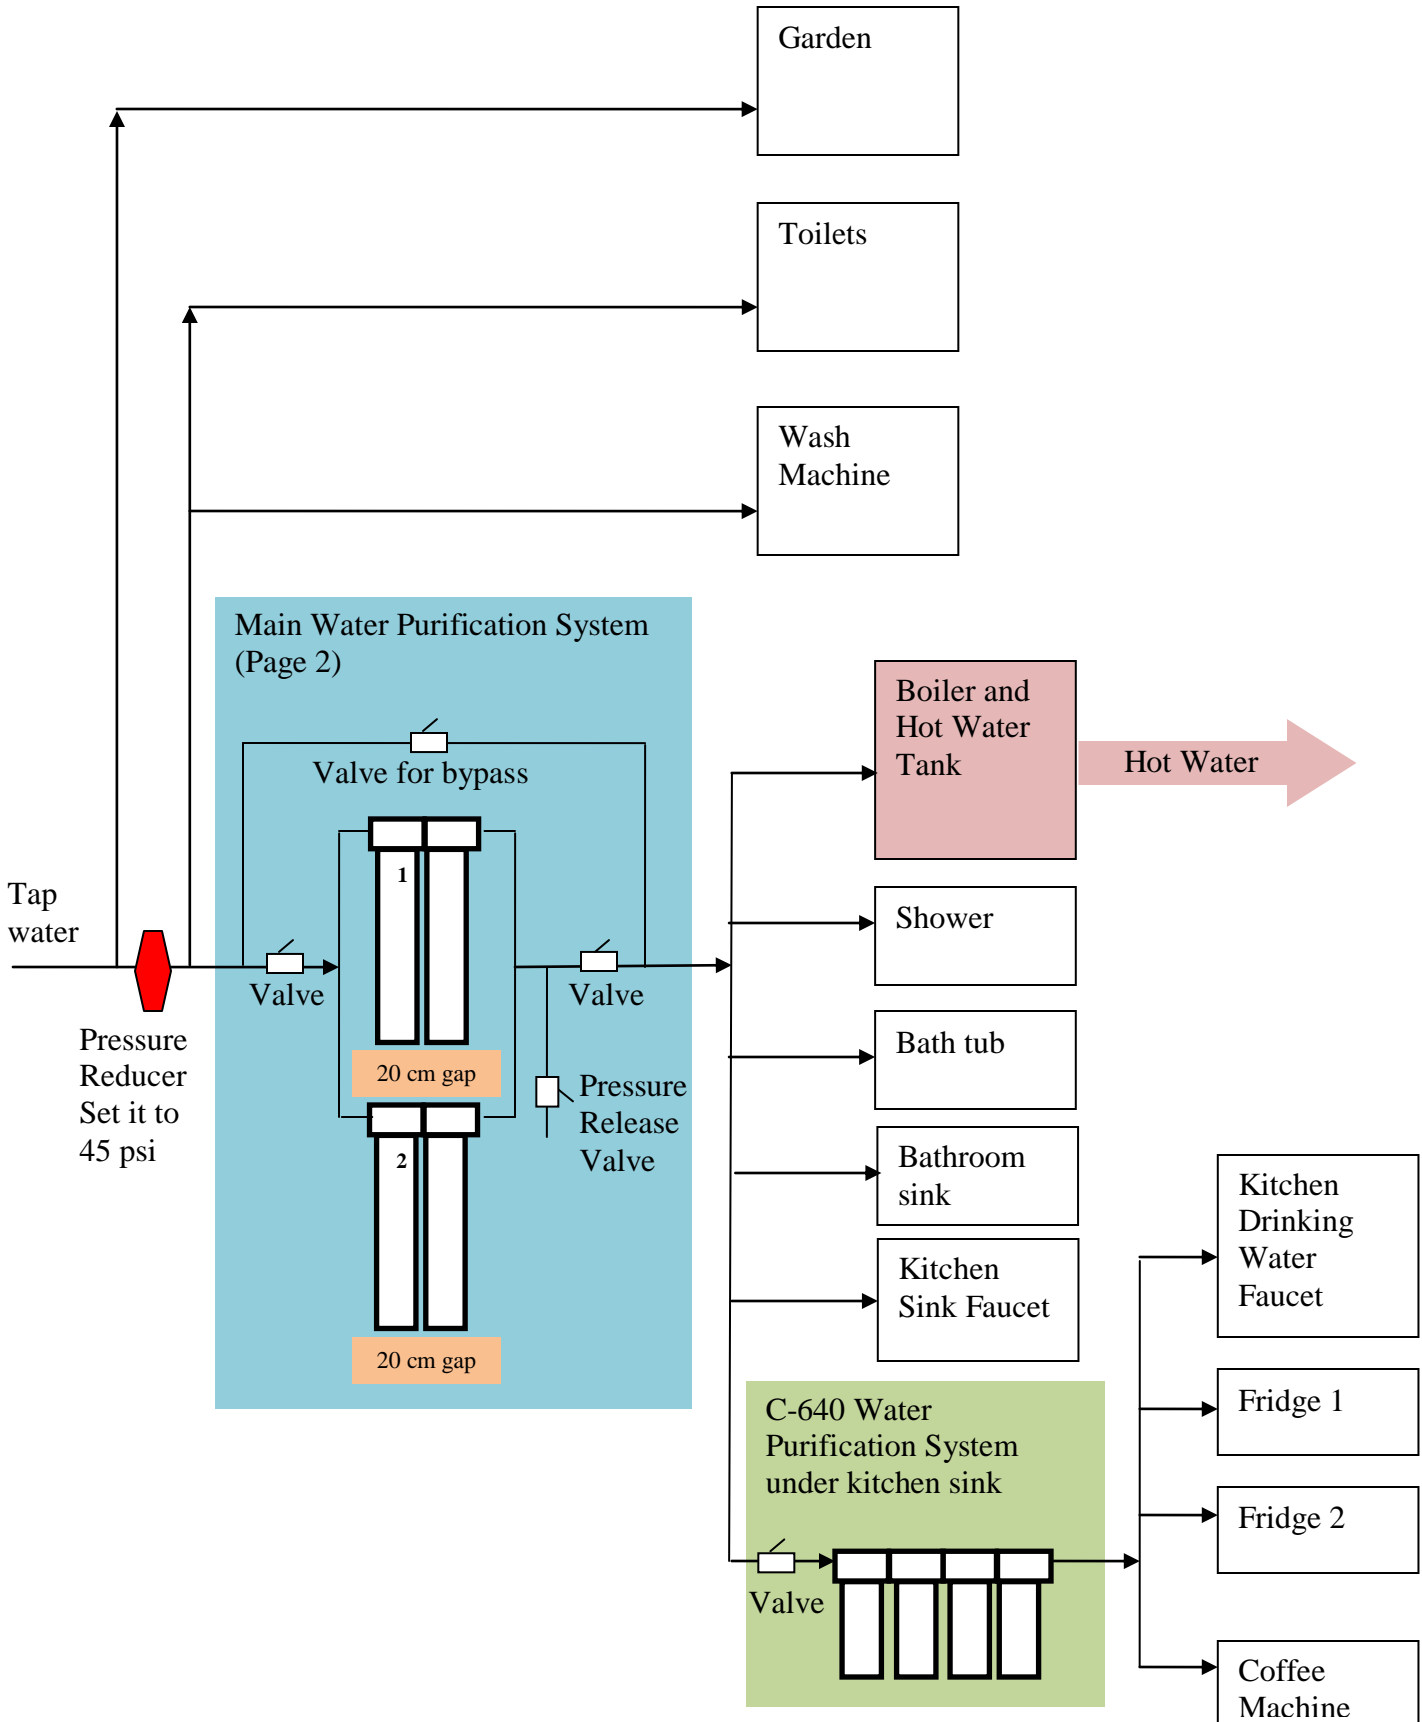 Garden
Toilets
Wash
Machine
Main Water Purification System
(Page 2)
Valve for bypass
Boiler and
Hot Water
Tank
Hot Water
1
Tap
water
Shower
Valve
Valve
Pressure
Reducer
Set it to
45 psi
20 cm gap
Bath tub
Pressure
Release
Valve
2
Bathroom
sink
Kitchen
Drinking
Water
Faucet
Kitchen
Sink Faucet
20 cm gap
C-640 Water
Purification System
under kitchen sink
Fridge 1
Fridge 2
Valve
Coffee
Machine